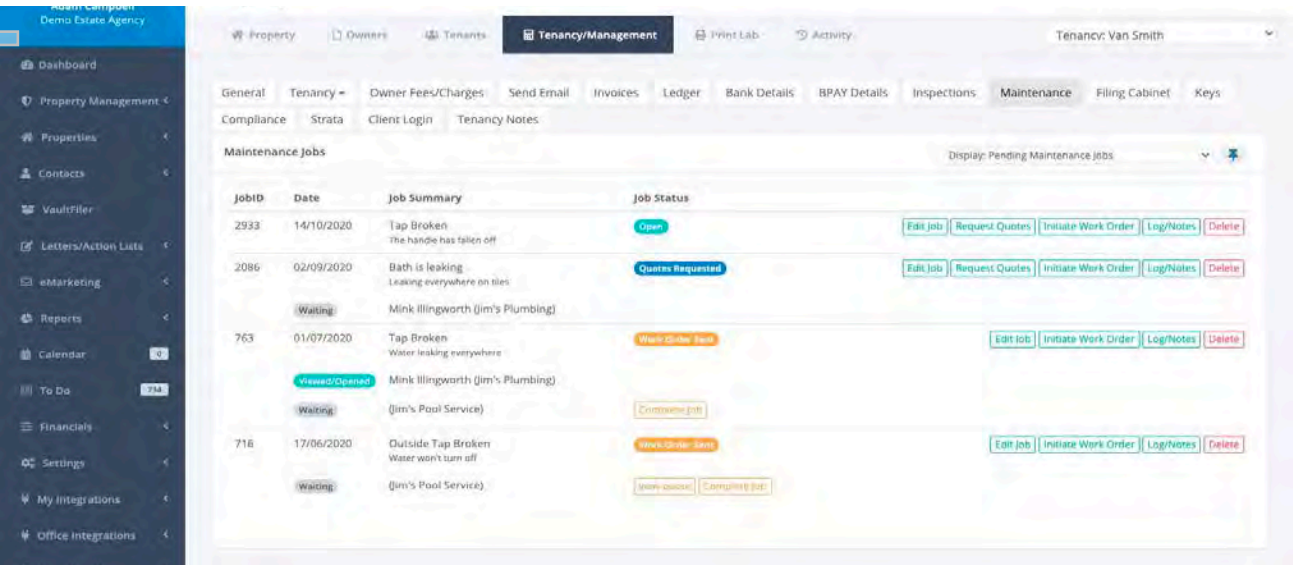 Adam Campbell
Demo Estate Agency
Property Owners Tenants Tenancy/Management Print Lab Activity Tenancy: Van Smith
Dashboard
Property Management
Properties
Contacts
VaultFiler
Letters/Action Lists
eMarketing
Reports
Calendar 0
To Do 734
Financials
Settings
My Integrations
Office Integrations
General Tenancy Owner Fees/Charges Send Email Invoices Ledger Bank Details BPAY Details Inspections Maintenance Filing Cabinet Keys
Compliance Strata Client Login Tenancy Notes
Maintenance Jobs Display: Pending Maintenance Jobs
JobID Date Job Summary Job Status
2933 14/10/2020 Tap Broken Open Edit Job Request Quotes Initiate Work Order Log/Notes Delete
The handle has fallen off
2086 02/09/2020 Bath is leaking Quotes Requested Edit Job Request Quotes Initiate Work Order Log/Notes Delete
Leaking everywhere on tiles
Waiting Mink Illingworth (Jim's Plumbing)
763 01/07/2020 Tap Broken Work Order Sent Edit Job Initiate Work Order Log/Notes Delete
Water leaking everywhere
Viewed/Opened Mink Illingworth (Jim's Plumbing)
Waiting (Jim's Pool Service) Complete Job
716 17/06/2020 Outside Tap Broken Work Order Sent Edit Job Initiate Work Order Log/Notes Delete
Water won't turn off
Waiting (Jim's Pool Service) View Quote Complete Job